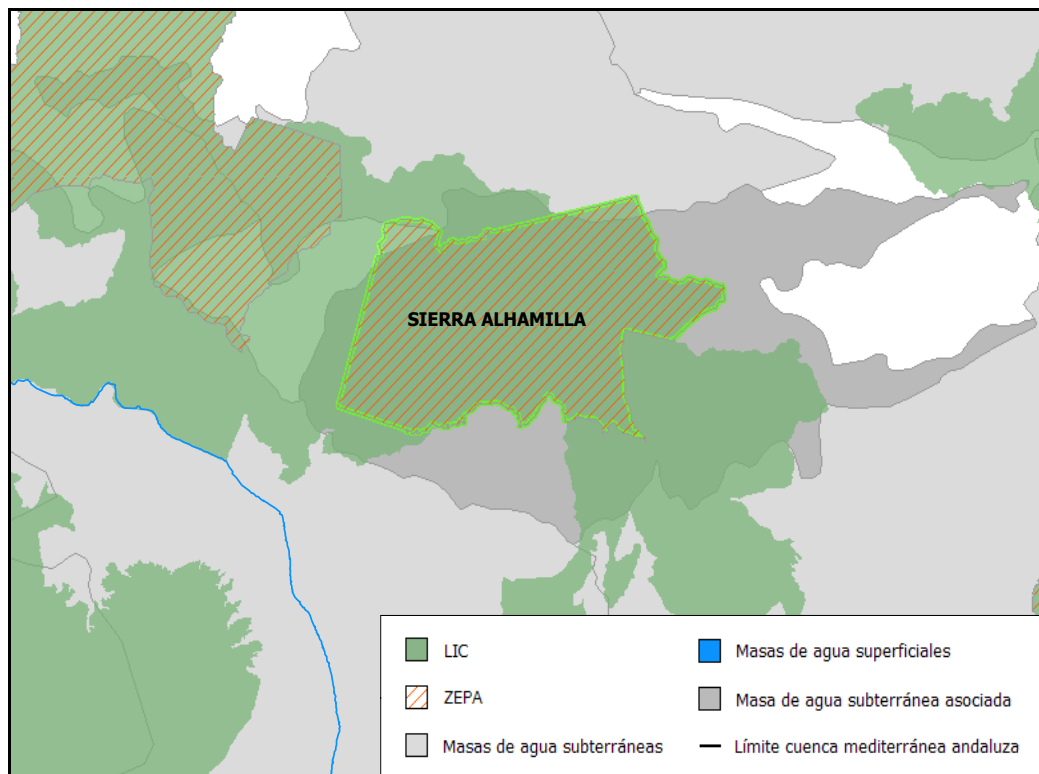 SIERRA ALHAMILLA
LIC
ZEPA
Masas de agua subterráneas
Masas de agua superficiales
Masa de agua subterránea asociada
Límite cuenca mediterránea andaluza